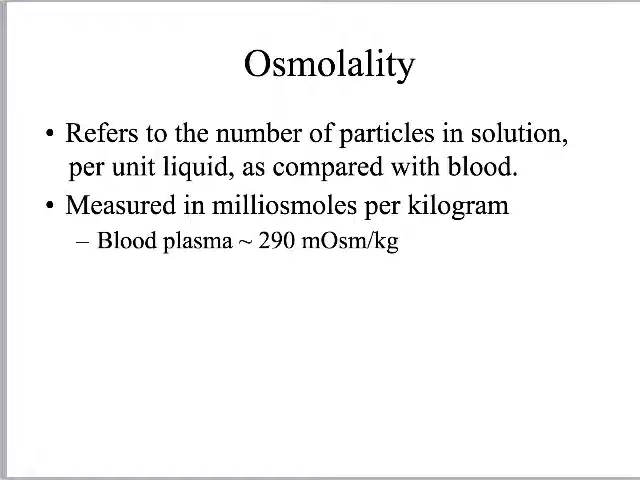 Osmolality
• Refers to the number of particles in solution,
per unit liquid, as compared with blood.
• Measured in milliosmoles per kilogram
– Blood plasma ~ 290 mOsm/kg